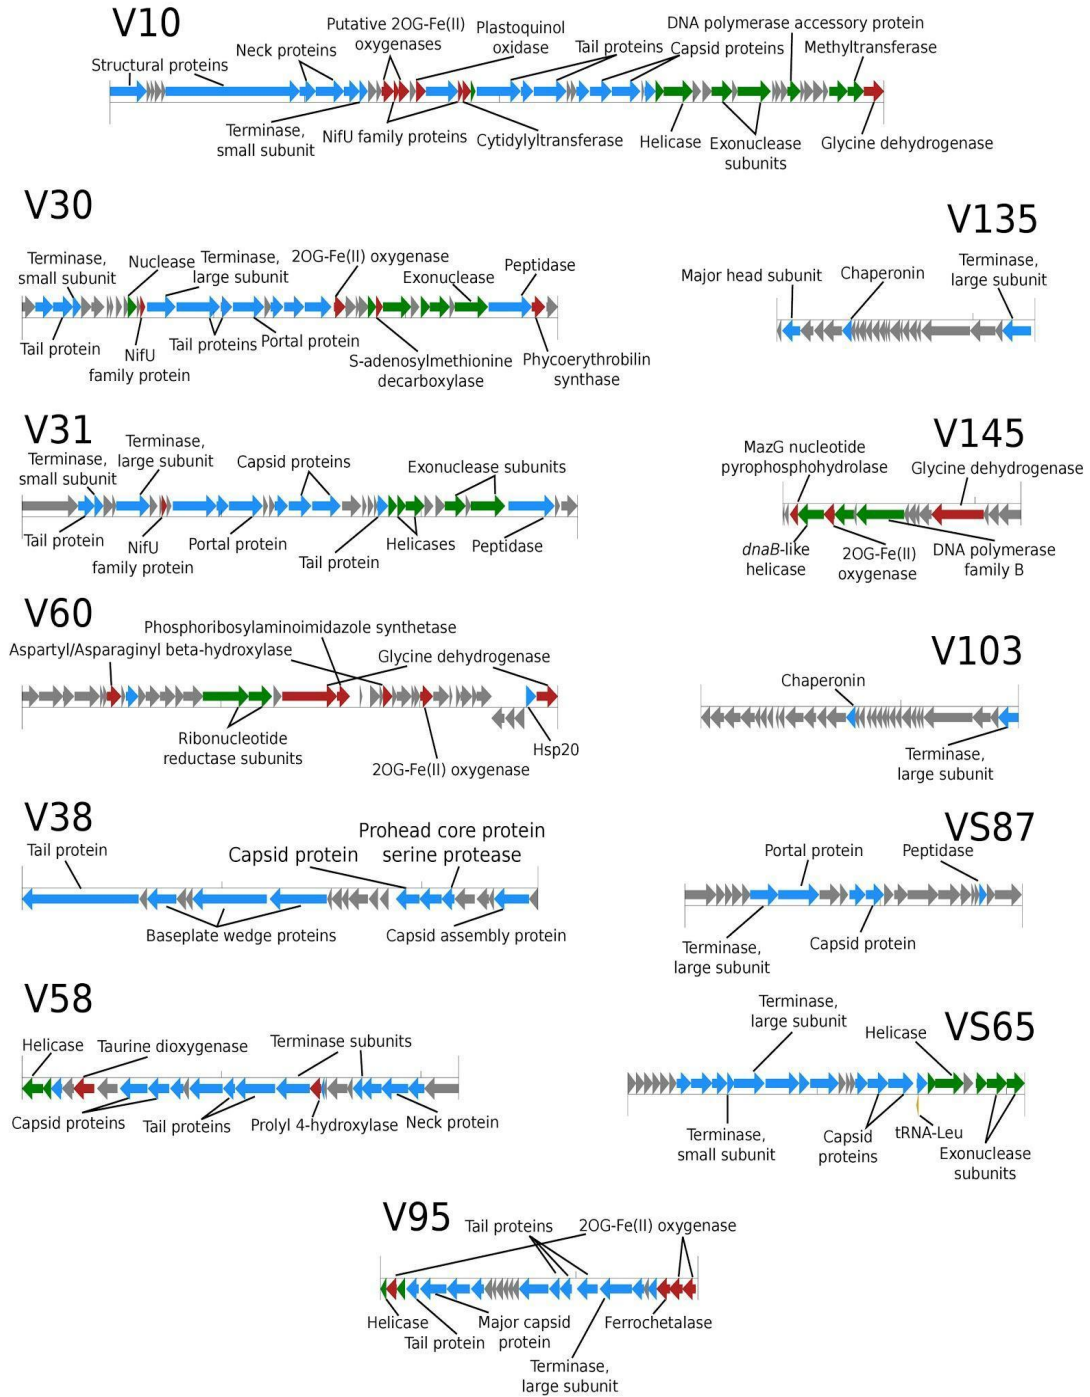 V10
Putative 2OG-Fe(II)
oxygenases
Plastoquinol
oxidase
DNA polymerase accessory protein
Neck proteins
Tail proteins
Capsid proteins
Methyltransferase
Structural proteins
Terminase,
small subunit
NifU family proteins
Cytidylyltransferase
Helicase
Exonuclease
subunits
Glycine dehydrogenase
V30
Terminase,
small subunit
Nuclease
Terminase,
large subunit
2OG-Fe(II) oxygenase
Exonuclease
Peptidase
Tail protein
NifU
family protein
Tail proteins
Portal protein
S-adenosylmethionine
decarboxylase
Phycoerythrobilin
synthase
V135
Major head subunit
Chaperonin
Terminase,
large subunit
V31
Terminase,
small subunit
Terminase,
large subunit
Capsid proteins
Exonuclease subunits
Tail protein
NifU
family protein
Portal protein
Tail protein
Helicases
Peptidase
V145
MazG nucleotide
pyrophosphohydrolase
Glycine dehydrogenase
dnaB-like
helicase
2OG-Fe(II)
oxygenase
DNA polymerase
family B
V60
Phosphoribosylaminoimidazole synthetase
Aspartyl/Asparaginyl beta-hydroxylase
Glycine dehydrogenase
Ribonucleotide
reductase subunits
2OG-Fe(II) oxygenase
Hsp20
V103
Chaperonin
Terminase,
large subunit
V38
Tail protein
Capsid protein
Prohead core protein
serine protease
Baseplate wedge proteins
Capsid assembly protein
VS87
Portal protein
Peptidase
Terminase,
large subunit
Capsid protein
V58
Helicase
Taurine dioxygenase
Terminase subunits
Capsid proteins
Tail proteins
Prolyl 4-hydroxylase
Neck protein
VS65
Terminase,
large subunit
Helicase
Terminase,
small subunit
Capsid
proteins
tRNA-Leu
Exonuclease
subunits
V95
Tail proteins
2OG-Fe(II) oxygenase
Helicase
Tail protein
Major capsid
protein
Terminase,
large subunit
Ferrochetalase